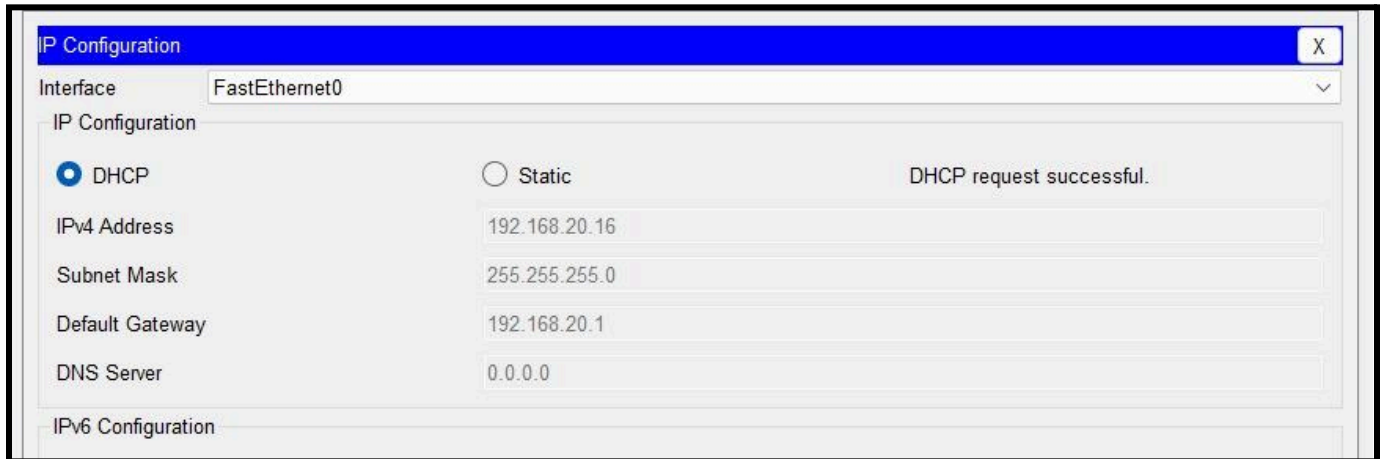 IP Configuration X
Interface FastEthernet0
IP Configuration
DHCP Static DHCP request successful.
IPv4 Address 192.168.20.16
Subnet Mask 255.255.255.0
Default Gateway 192.168.20.1
DNS Server 0.0.0.0
IPv6 Configuration